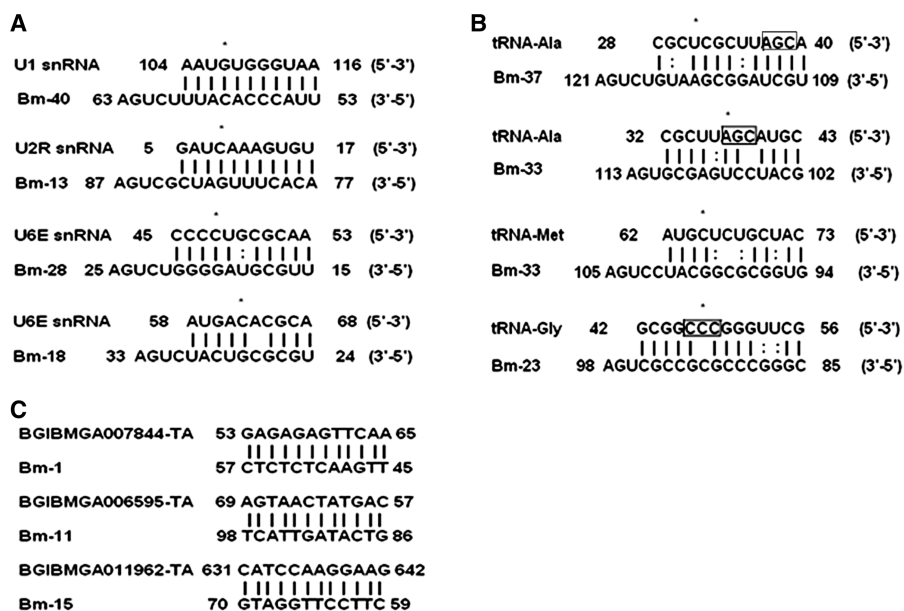 A
*
U1 snRNA 104 AAUGUGGGUAA 116 (5'-3')
Bm-40 63 AGUCUUUACACCCAUU 53 (3'-5')
*
U2R snRNA 5 GAUCAAAGUGU 17 (5'-3')
Bm-13 87 AGUCGCUAGUUUCACA 77 (3'-5')
*
U6E snRNA 45 CCCCUGCGCAA 53 (5'-3')
Bm-28 25 AGUCUGGGGAUGCGUU 15 (3'-5')
*
U6E snRNA 58 AUGACACGCA 68 (5'-3')
Bm-18 33 AGUCUACUGCGCGU 24 (3'-5')
B
*
tRNA-Ala 28 CGCUCGCUUAGCA 40 (5'-3')
Bm-37 121 AGUCUGUAAGCGGAUCGU 109 (3'-5')
*
tRNA-Ala 32 CGCUUAGCAUGC 43 (5'-3')
Bm-33 113 AGUGCGAGUCCUACG 102 (3'-5')
*
tRNA-Met 62 AUGCUCUGCUAC 73 (5'-3')
Bm-33 105 AGUCCUACGGCGCGGUG 94 (3'-5')
*
tRNA-Gly 42 GCGGCCCGGGUUCG 56 (5'-3')
Bm-23 98 AGUCGCCGCGCCCGGGC 85 (3'-5')
C
BGIBMGA007844-TA 53 GAGAGAGTTCAA 65
Bm-1 57 CTCTCTCAAGTT 45
BGIBMGA006595-TA 69 AGTAACTATGAC 57
Bm-11 98 TCATTGATACTG 86
BGIBMGA011962-TA 631 CATCCAAGGAAG 642
Bm-15 70 GTAGGTTCCTTC 59